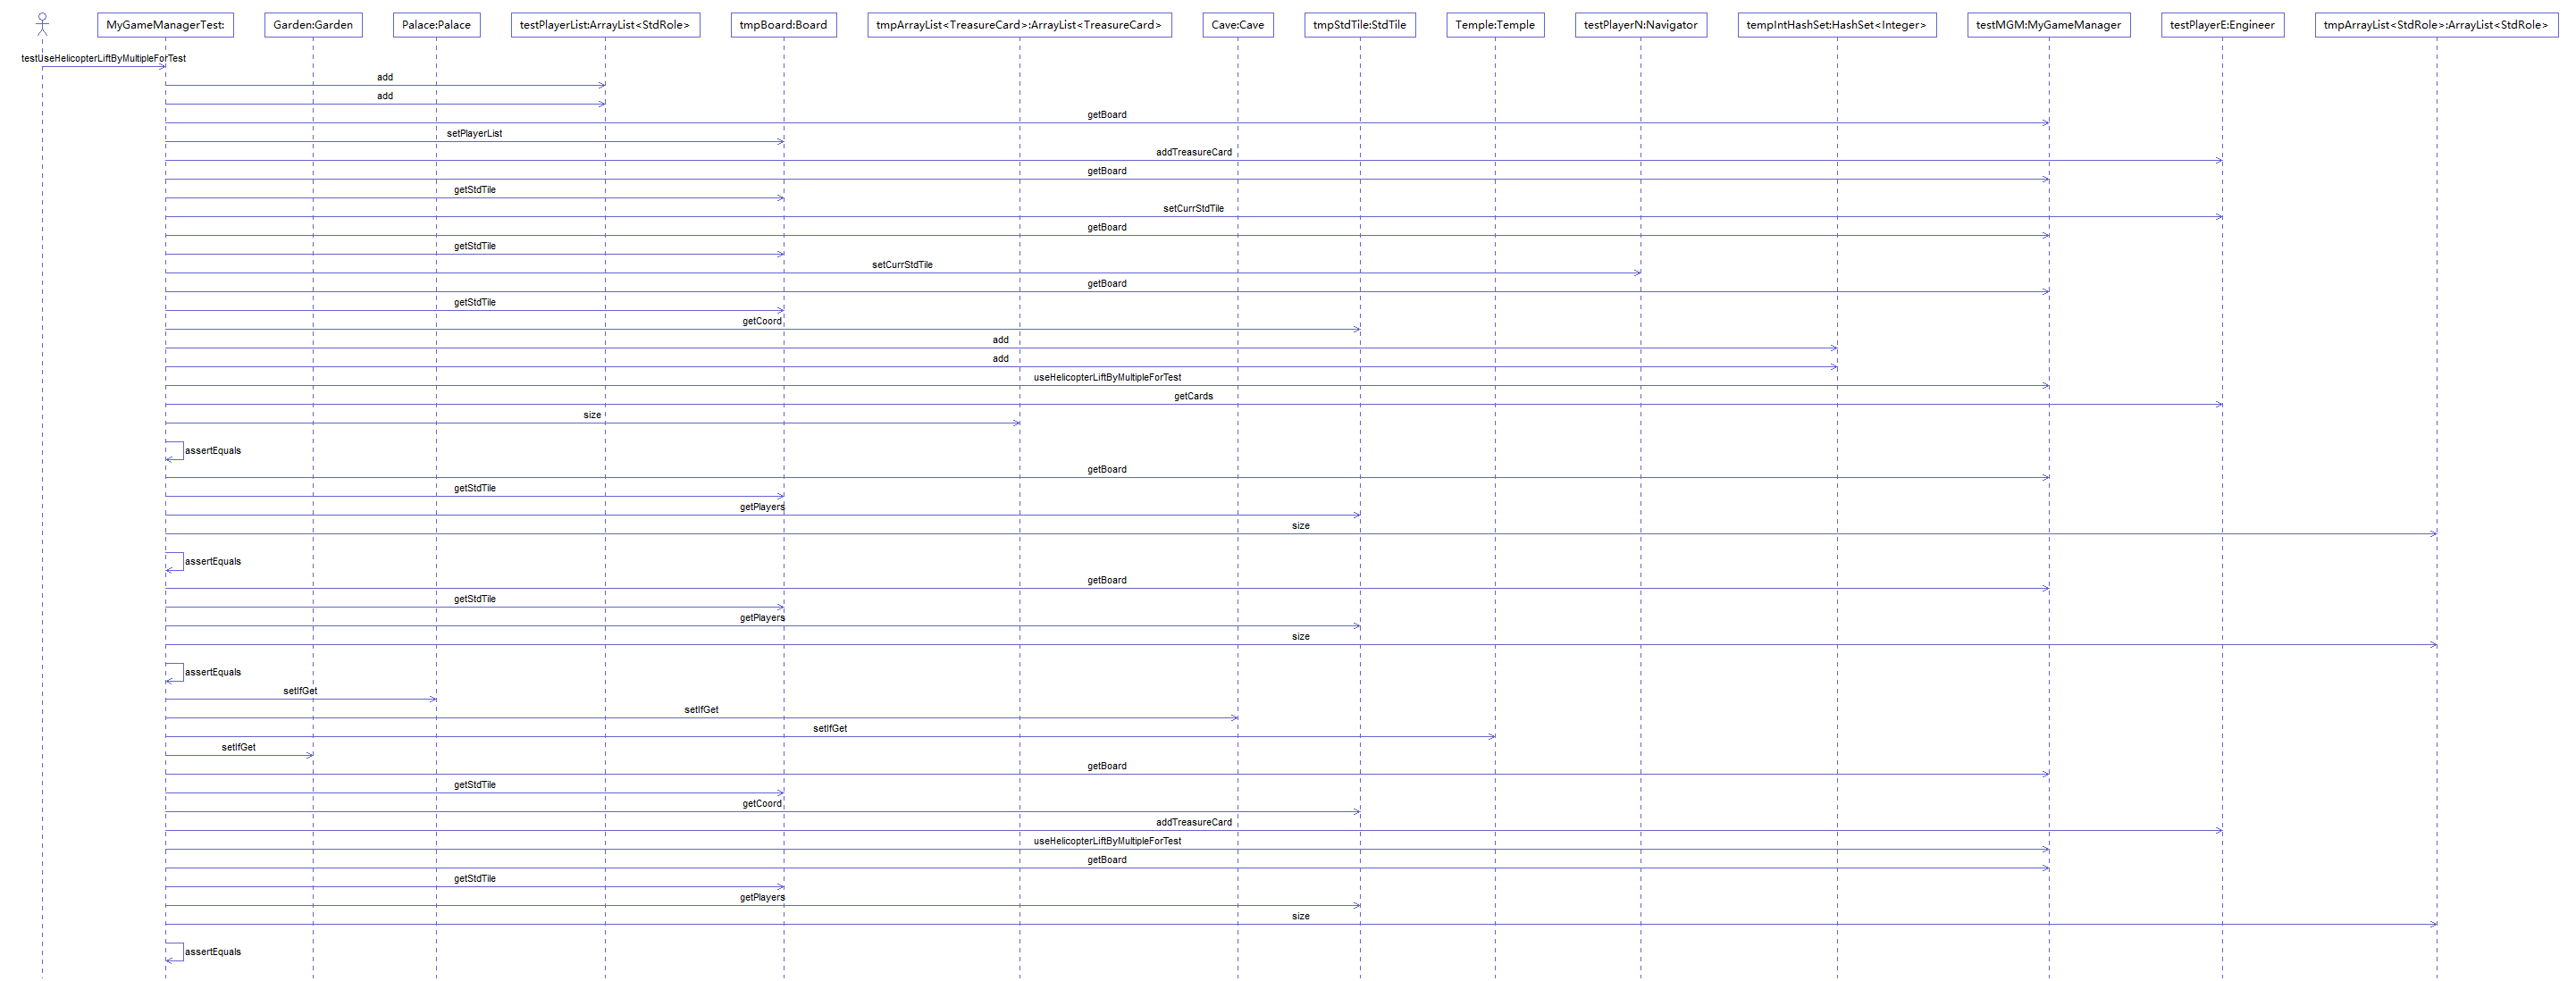 MyGameManagerTest:
Garden:Garden
Palace:Palace
testPlayerList:ArrayList<StdRole>
tmpBoard:Board
tmpArrayList<TreasureCard>:ArrayList<TreasureCard>
Cave:Cave
tmpStdTile:StdTile
Temple:Temple
testPlayerN:Navigator
tempIntHashSet:HashSet<Integer>
testMGM:MyGameManager
testPlayerE:Engineer
tmpArrayList<StdRole>:ArrayList<StdRole>
testUseHelicopterLiftByMultipleForTest
add
add
getBoard
setPlayerList
addTreasureCard
getBoard
getStdTile
setCurrStdTile
getBoard
getStdTile
setCurrStdTile
getBoard
getStdTile
getCoord
add
add
useHelicopterLiftByMultipleForTest
getCards
size
assertEquals
getBoard
getStdTile
getPlayers
size
assertEquals
getBoard
getStdTile
getPlayers
size
assertEquals
setIfGet
setIfGet
setIfGet
setIfGet
getBoard
getStdTile
getCoord
addTreasureCard
useHelicopterLiftByMultipleForTest
getBoard
getStdTile
getPlayers
size
assertEquals